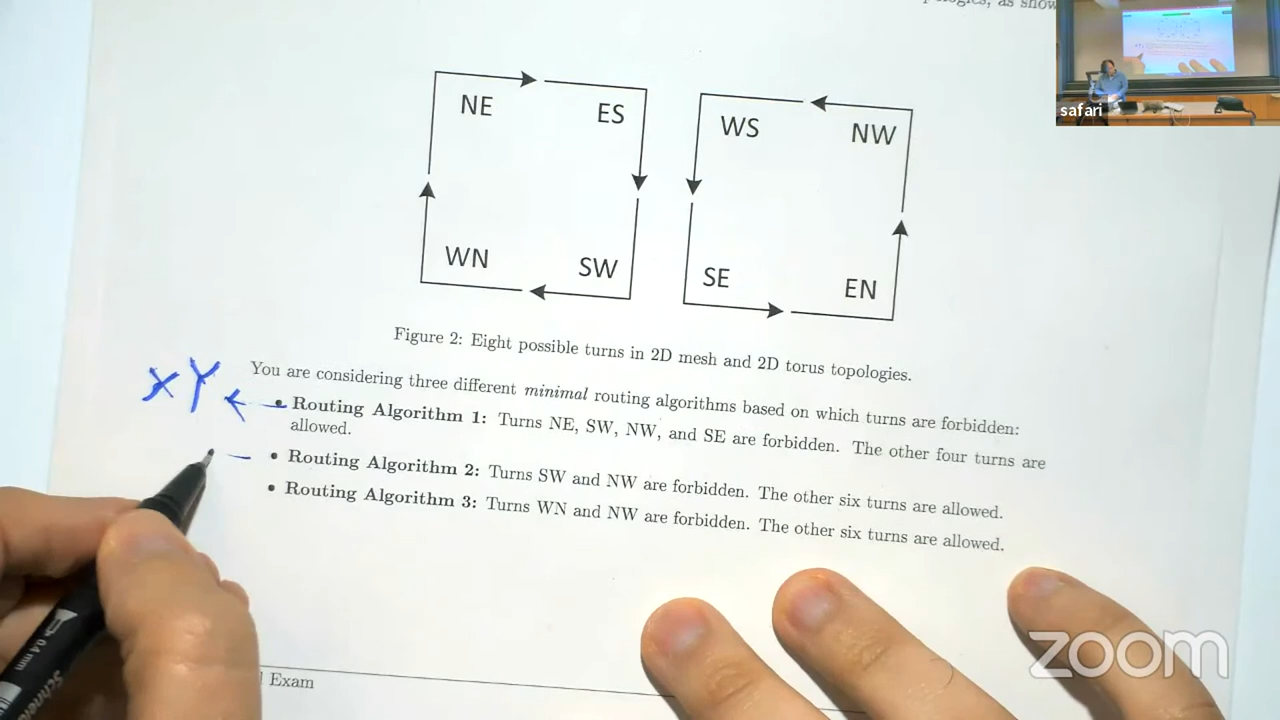 as show
safari
NE
ES
WS
NW
WN
SW
SE
EN
Figure 2: Eight possible turns in 2D mesh and 2D torus topologies.
XY
You are considering three different minimal routing algorithms based on which turns are forbidden:
• Routing Algorithm 1: Turns NE, SW, NW, and SE are forbidden. The other four turns are
allowed.
• Routing Algorithm 2: Turns SW and NW are forbidden. The other six turns are allowed.
• Routing Algorithm 3: Turns WN and NW are forbidden. The other six turns are allowed.
Exam
zoom